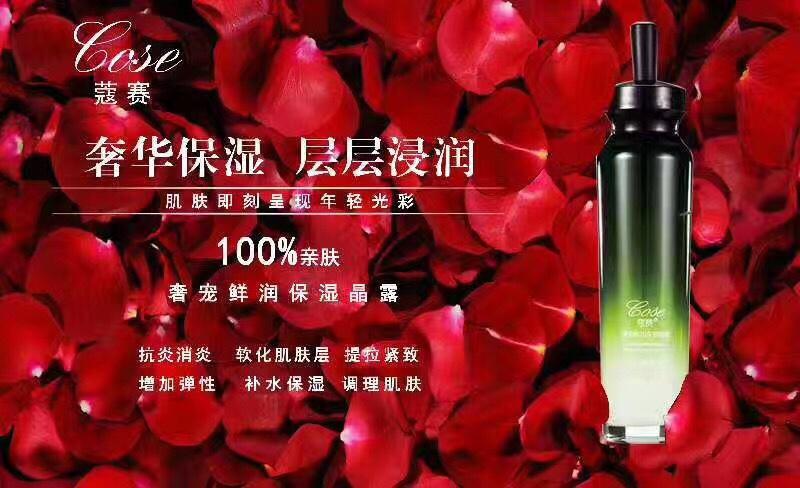 Cose
蔻赛
奢华保湿 层层浸润
肌肤即刻呈现年轻光彩
100%亲肤
奢宠鲜润保湿晶露
抗炎消炎 软化肌肤层 提拉紧致
增加弹性 补水保湿 调理肌肤
Cose
蔻赛